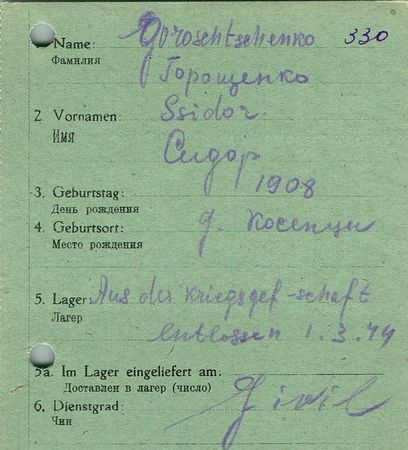 1. Name: Goroschtschenko 330
Фамилия Горощенко
2. Vornamen: Ssidor
Имя Сидор
3. Geburtstag: 1908
День рождения
4. Geburtsort: д. Косенцы
Место рождения
5. Lager: Aus der Kriegsgef-schaft
Лагерь entlossen 1.3.44
5a. Im Lager eingeliefert am:
Доставлен в лагерь (число)
6. Dienstgrad: Zivil
Чин